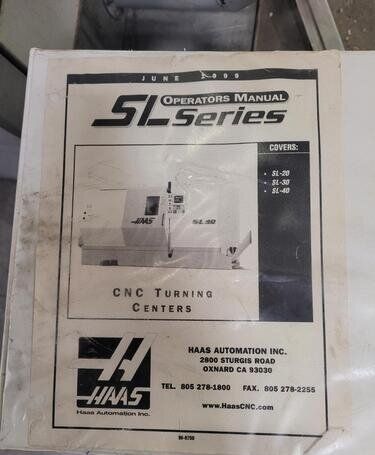 JUNE 1999
OPERATORS MANUAL
SL Series
COVERS:
• SL-20
• SL-30
• SL-40
HAAS
SL-40
CNC TURNING
CENTERS
HAAS
Haas Automation Inc.
HAAS AUTOMATION INC.
2800 STURGIS ROAD
OXNARD CA 93030
TEL. 805 278-1800 FAX. 805 278-2255
www.HaasCNC.com